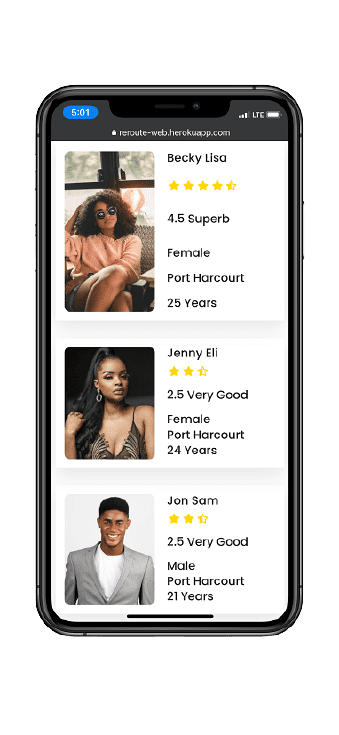 5:01
LTE
reroute-web.herokuapp.com
Becky Lisa
4.5 Superb
Female
Port Harcourt
25 Years
Jenny Eli
2.5 Very Good
Female
Port Harcourt
24 Years
Jon Sam
2.5 Very Good
Male
Port Harcourt
21 Years